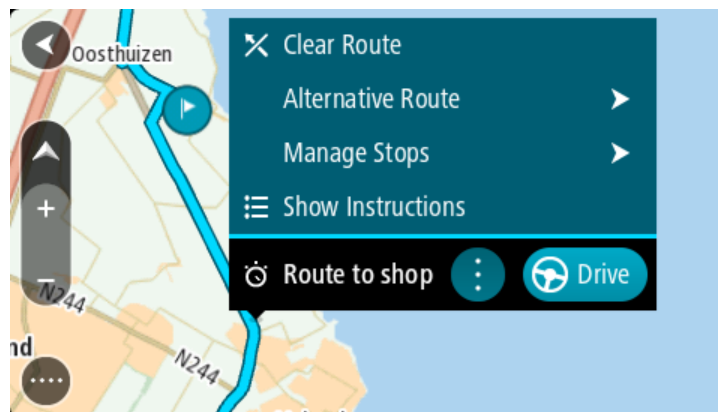 Oosthuizen
Clear Route
Alternative Route
Manage Stops
Show Instructions
Route to shop
Drive
N244
N244
nd